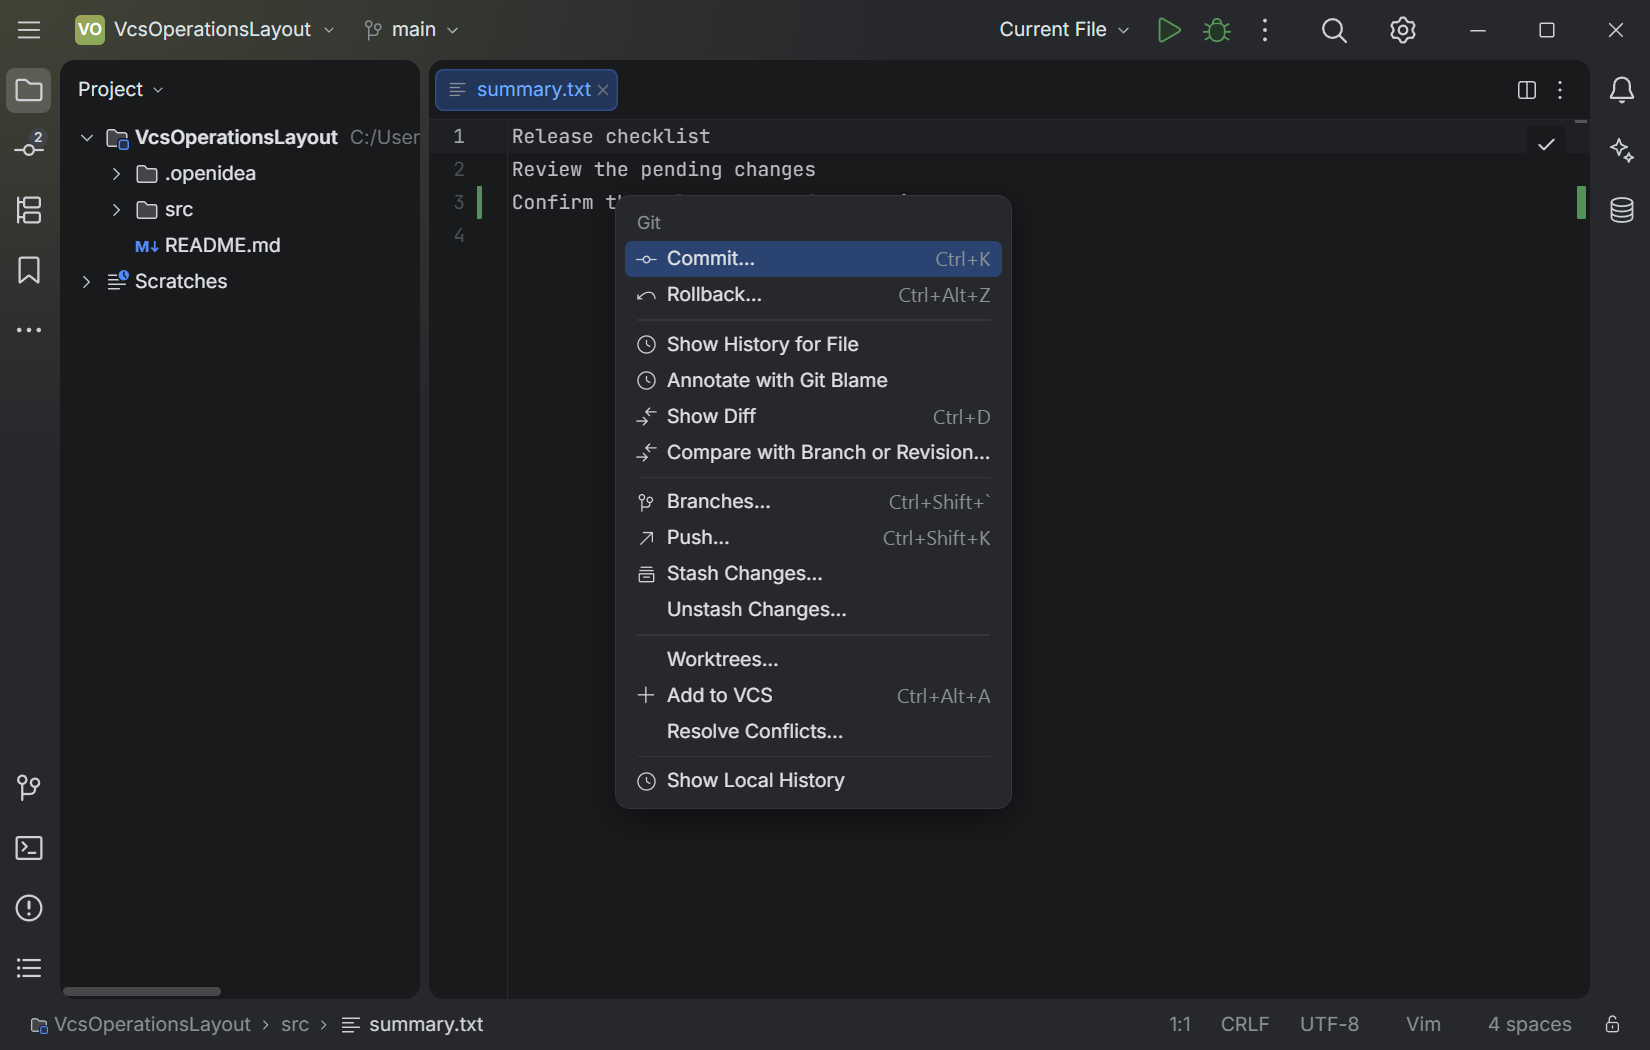 VO VcsOperationsLayout main Current File
Project
summary.txt
2
VcsOperationsLayout C:/User
.openidea
src
M↓ README.md
Scratches
1 Release checklist
2 Review the pending changes
3 Confirm
4
Git
Commit... Ctrl+K
Rollback... Ctrl+Alt+Z
Show History for File
Annotate with Git Blame
Show Diff Ctrl+D
Compare with Branch or Revision...
Branches... Ctrl+Shift+`
Push... Ctrl+Shift+K
Stash Changes...
Unstash Changes...
Worktrees...
Add to VCS Ctrl+Alt+A
Resolve Conflicts...
Show Local History
VcsOperationsLayout › src › summary.txt 1:1 CRLF UTF-8 Vim 4 spaces